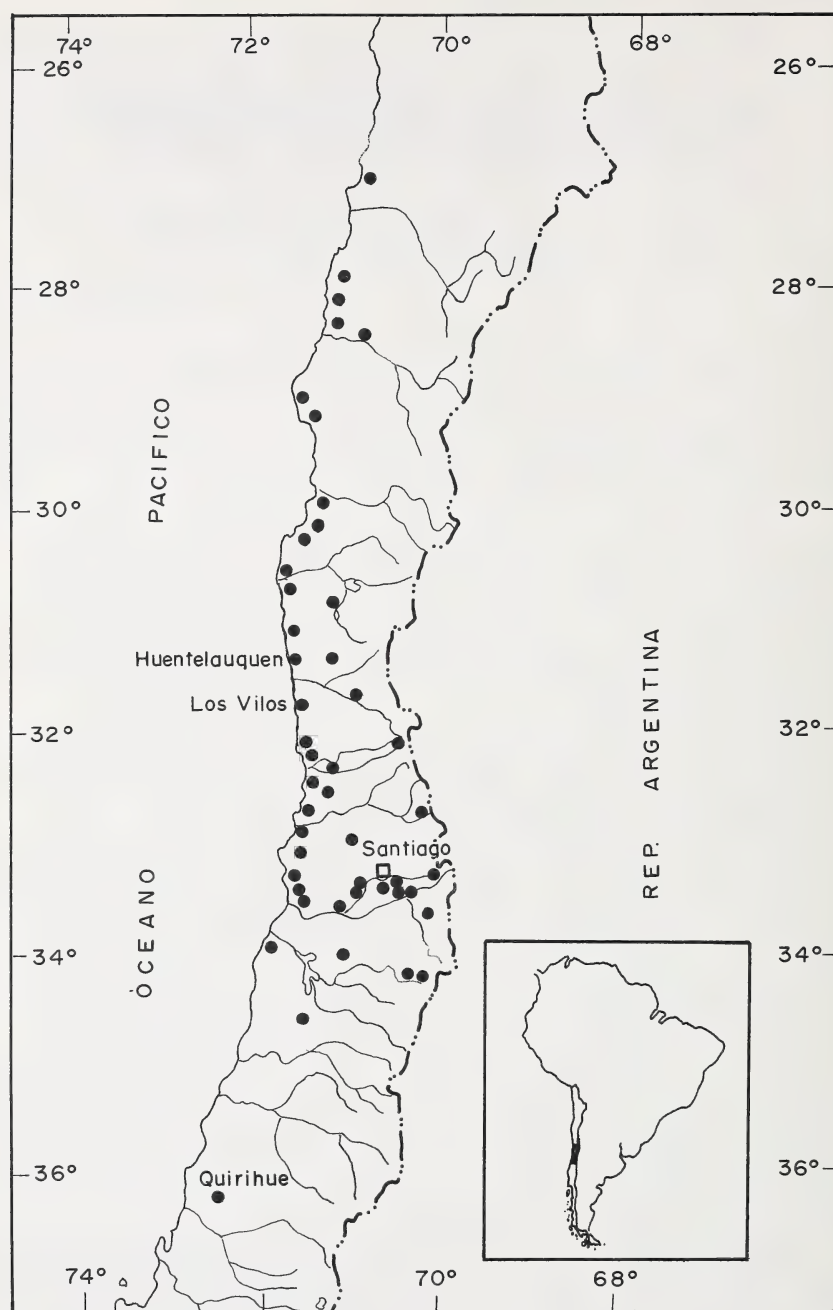 74° 72° 70° 68°
26° 26°
28° 28°
PACIFICO
30° 30°
Huentelauquen
REP. ARGENTINA
Los Vilos
32° 32°
Santiago
OCEANO
34° 34°
36° 36°
Quirihue
74° 70° 68°